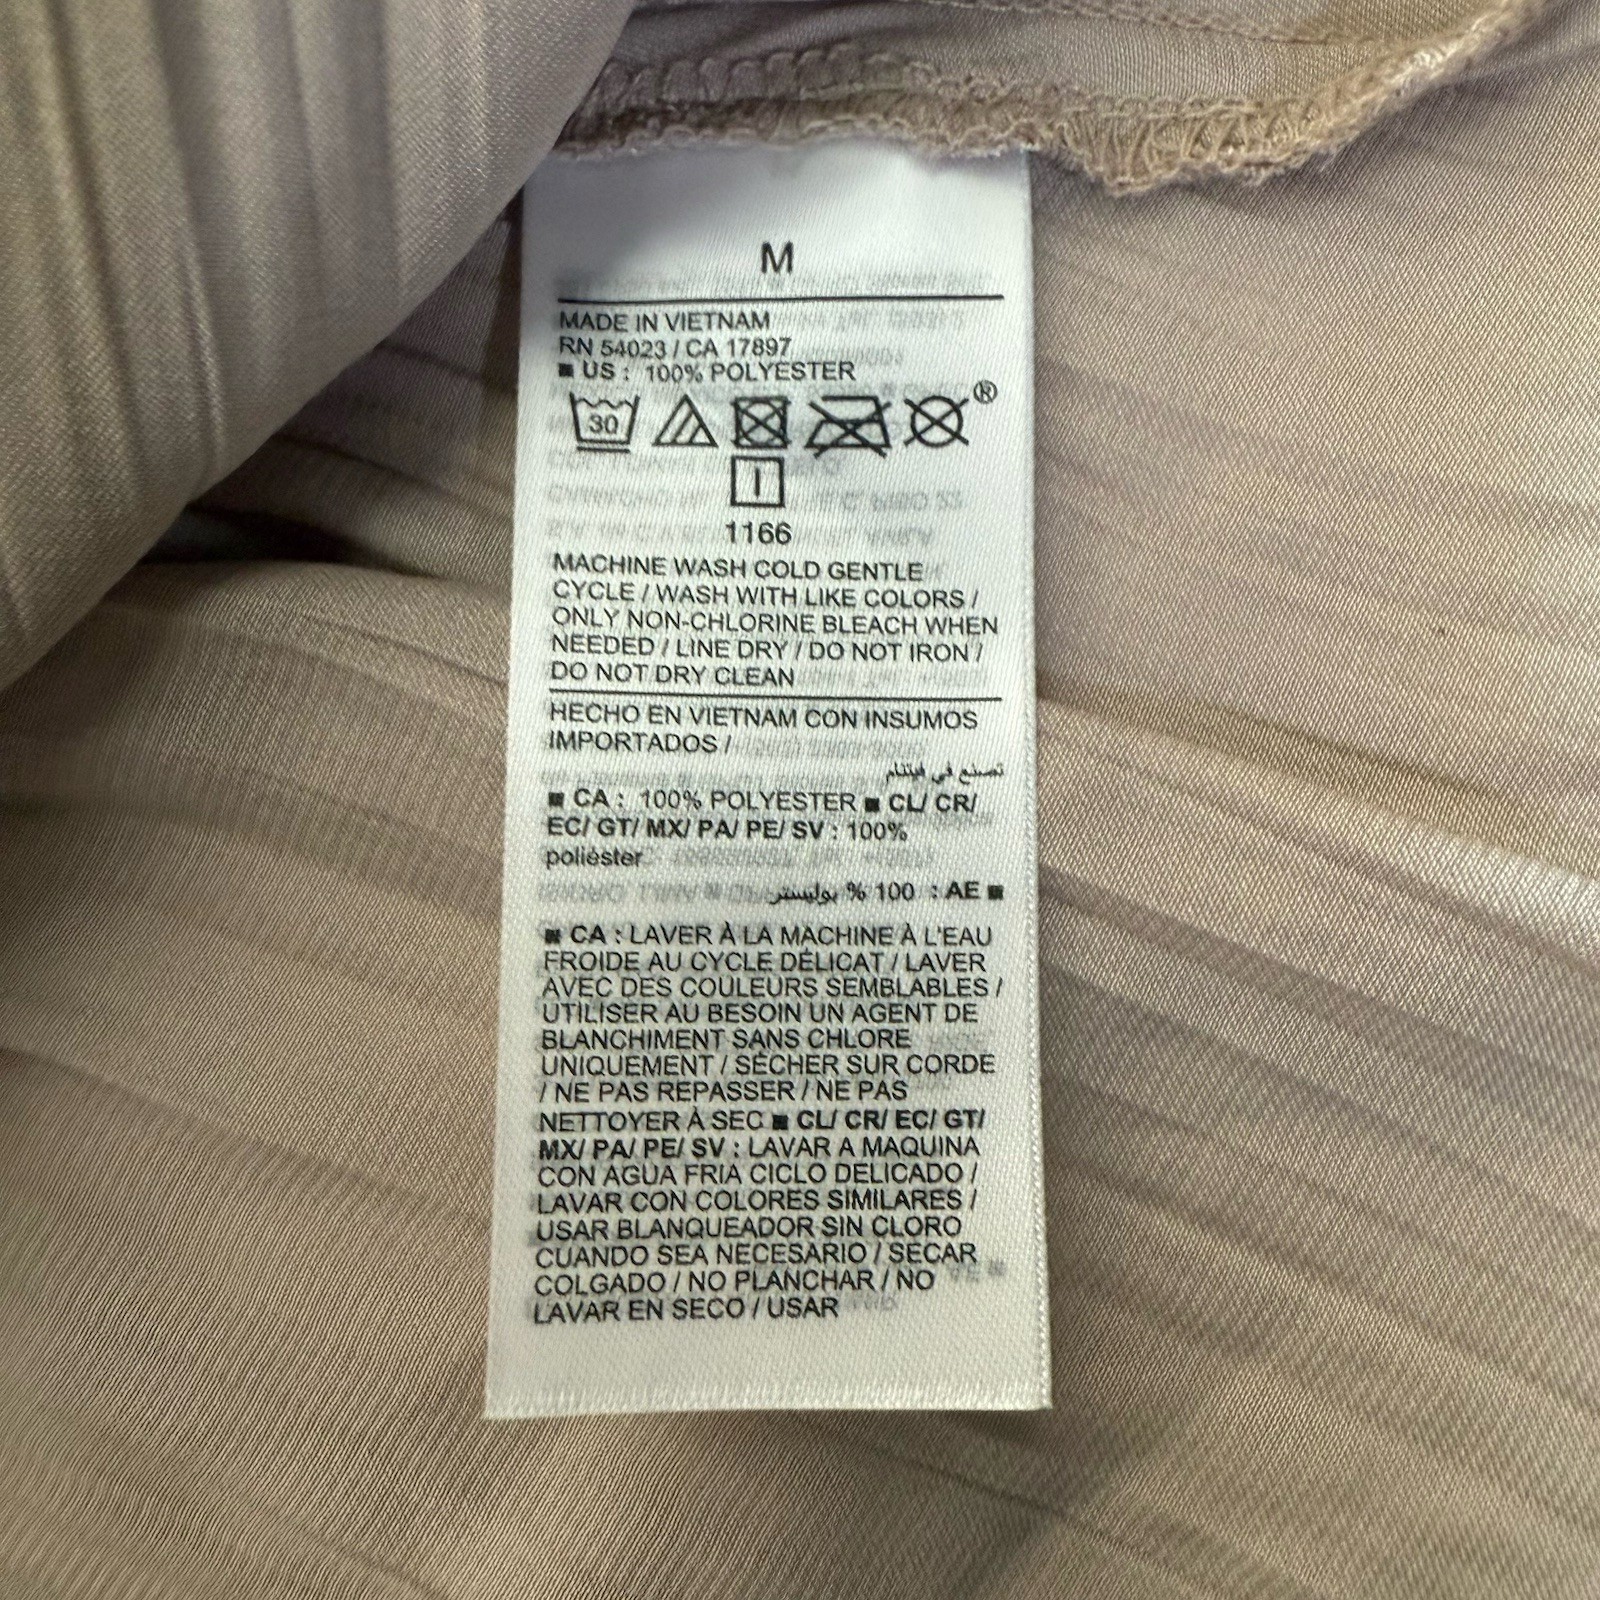 M
MADE IN VIETNAM
RN 54023 / CA 17897
■ US : 100% POLYESTER
30
®
1166
MACHINE WASH COLD GENTLE
CYCLE / WASH WITH LIKE COLORS /
ONLY NON-CHLORINE BLEACH WHEN
NEEDED / LINE DRY / DO NOT IRON /
DO NOT DRY CLEAN
HECHO EN VIETNAM CON INSUMOS
IMPORTADOS /
تصنع في فيتنام
■ CA : 100% POLYESTER ■ CL/ CR/
EC/ GT/ MX/ PA/ PE/ SV : 100%
poliéster
■ AE : 100 % بوليستر
■ CA : LAVER À LA MACHINE À L'EAU
FROIDE AU CYCLE DÉLICAT / LAVER
AVEC DES COULEURS SEMBLABLES /
UTILISER AU BESOIN UN AGENT DE
BLANCHIMENT SANS CHLORE
UNIQUEMENT / SÉCHER SUR CORDE
/ NE PAS REPASSER / NE PAS
NETTOYER À SEC ■ CL/ CR/ EC/ GT/
MX/ PA/ PE/ SV : LAVAR A MAQUINA
CON AGUA FRIA CICLO DELICADO /
LAVAR CON COLORES SIMILARES /
USAR BLANQUEADOR SIN CLORO
CUANDO SEA NECESARIO / SECAR
COLGADO / NO PLANCHAR / NO
LAVAR EN SECO / USAR